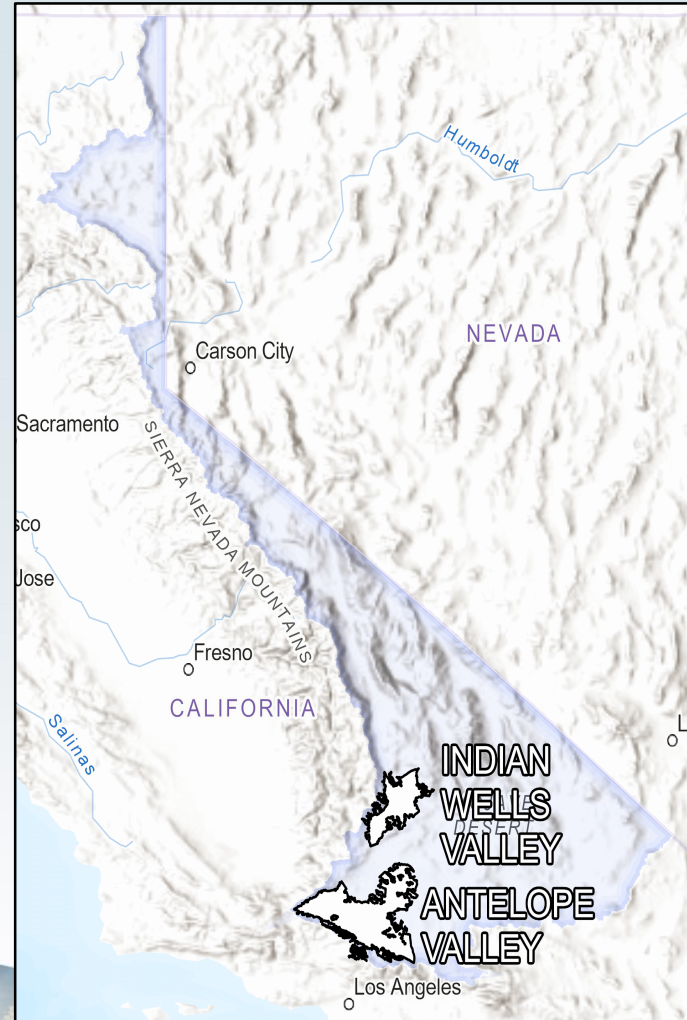 Humboldt
NEVADA
Carson City
Sacramento
SIERRA NEVADA MOUNTAINS
sco
Jose
Fresno
CALIFORNIA
Salinas
L
INDIAN
WELLS
VALLEY
DESERT
ANTELOPE
VALLEY
Los Angeles